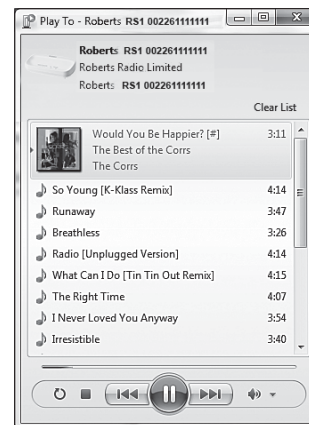 Play To - Roberts RS1 002261111111
Roberts RS1 002261111111
Roberts Radio Limited
Roberts RS1 002261111111
Clear List
Would You Be Happier? [#] 3:11
The Best of the Corrs
The Corrs
So Young [K-Klass Remix] 4:14
Runaway 3:47
Breathless 3:26
Radio [Unplugged Version] 4:14
What Can I Do [Tin Tin Out Remix] 4:15
The Right Time 4:07
I Never Loved You Anyway 3:54
Irresistible 3:40